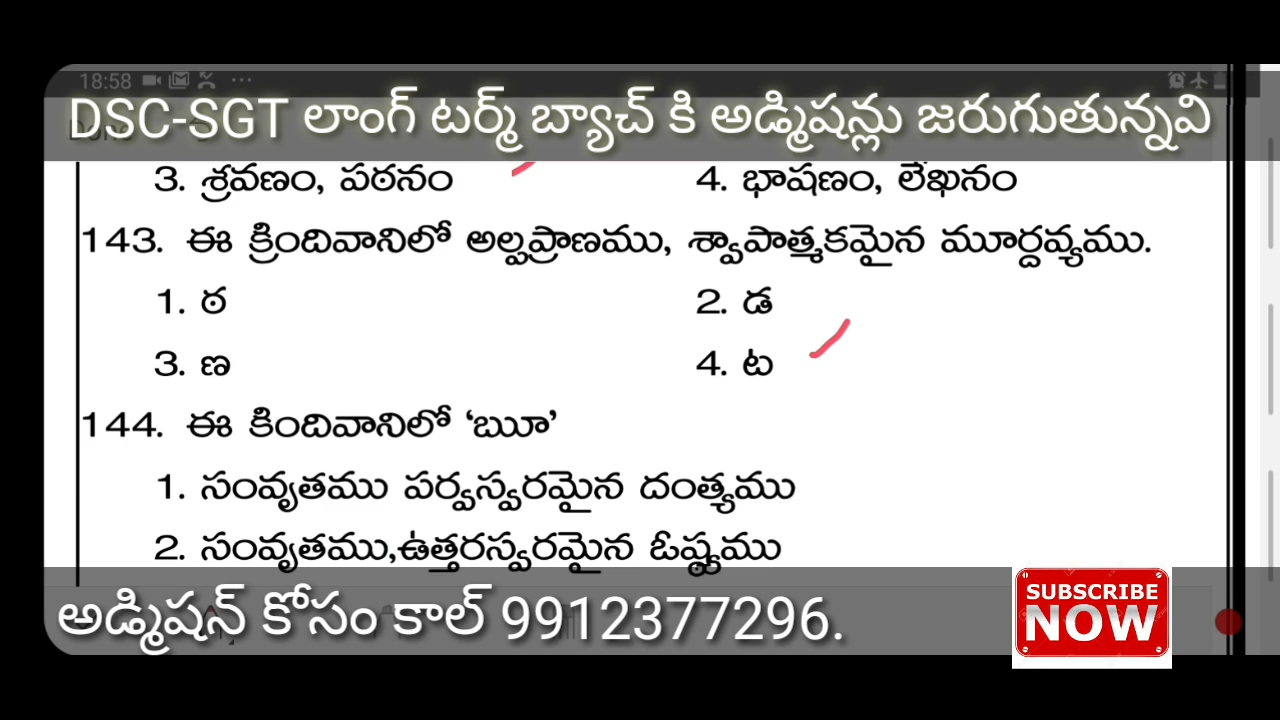 18:58
DSC-SGT లాంగ్ టర్మ్ బ్యాచ్ కి అడ్మిషన్లు జరుగుతున్నవి
3. శ్రవణం, పఠనం
4. భాషణం, లేఖనం
143. ఈ క్రిందివానిలో అల్పప్రాణము, శ్వాపాత్మకమైన మూర్దవ్యము.
1. ఠ
2. డ
3. ణ
4. ట
144. ఈ కిందివానిలో ‘ఋా’
1. సంవృతము పర్వస్వరమైన దంత్యము
2. సంవృతము,ఉత్తరస్వరమైన ఓష్ఠ్యము
అడ్మిషన్ కోసం కాల్ 9912377296.
SUBSCRIBE
NOW